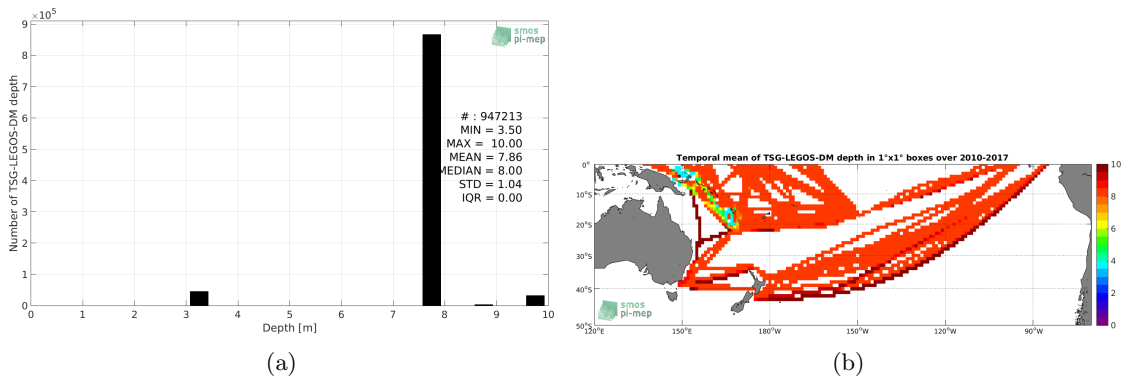 ×10⁵
9
8
7
6
5
4
3
2
1
0
Number of TSG-LEGOS-DM depth
smos
pi-mep
# : 947213
MIN = 3.50
MAX = 10.00
MEAN = 7.86
MEDIAN = 8.00
STD = 1.04
IQR = 0.00
0 1 2 3 4 5 6 7 8 9 10
Depth [m]
(a)
Temporal mean of TSG-LEGOS-DM depth in 1°x1° boxes over 2010-2017
0°
10°S
20°S
30°S
40°S
50°S
120°E 150°E 180°W 150°W 120°W 90°W
smos
pi-mep
10
8
6
4
2
0
(b)